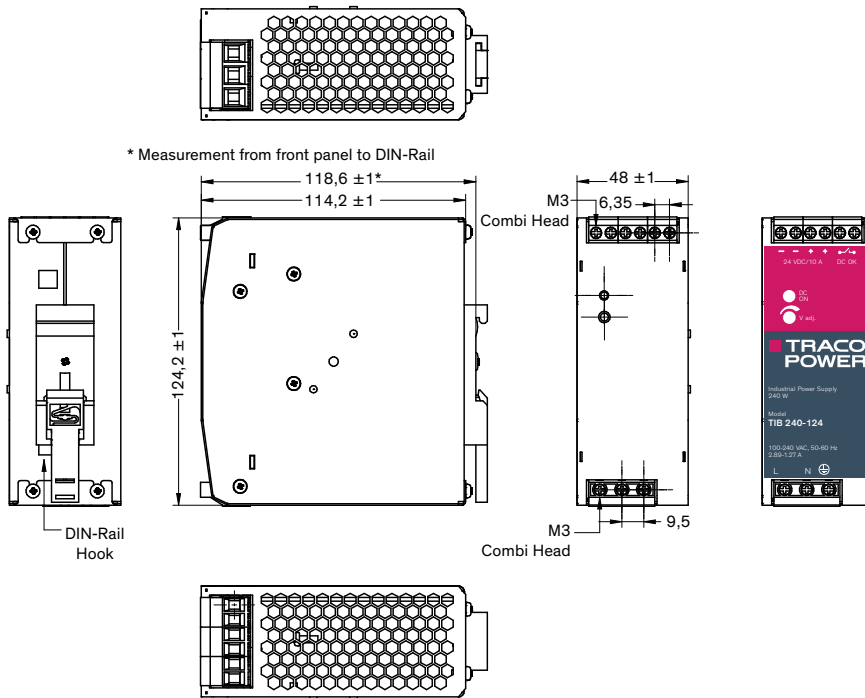 * Measurement from front panel to DIN-Rail
118,6 ±1*
114,2 ±1
124,2 ±1
DIN-Rail
Hook
48 ±1
6,35
M3
Combi Head
M3
Combi Head
9,5
24 VDC/10 A
DC OK
DC
ON
V adj.
TRACO
POWER
Industrial Power Supply
240 W
Model
TIB 240-124
100-240 VAC, 50-60 Hz
2.89-1.27 A
L N